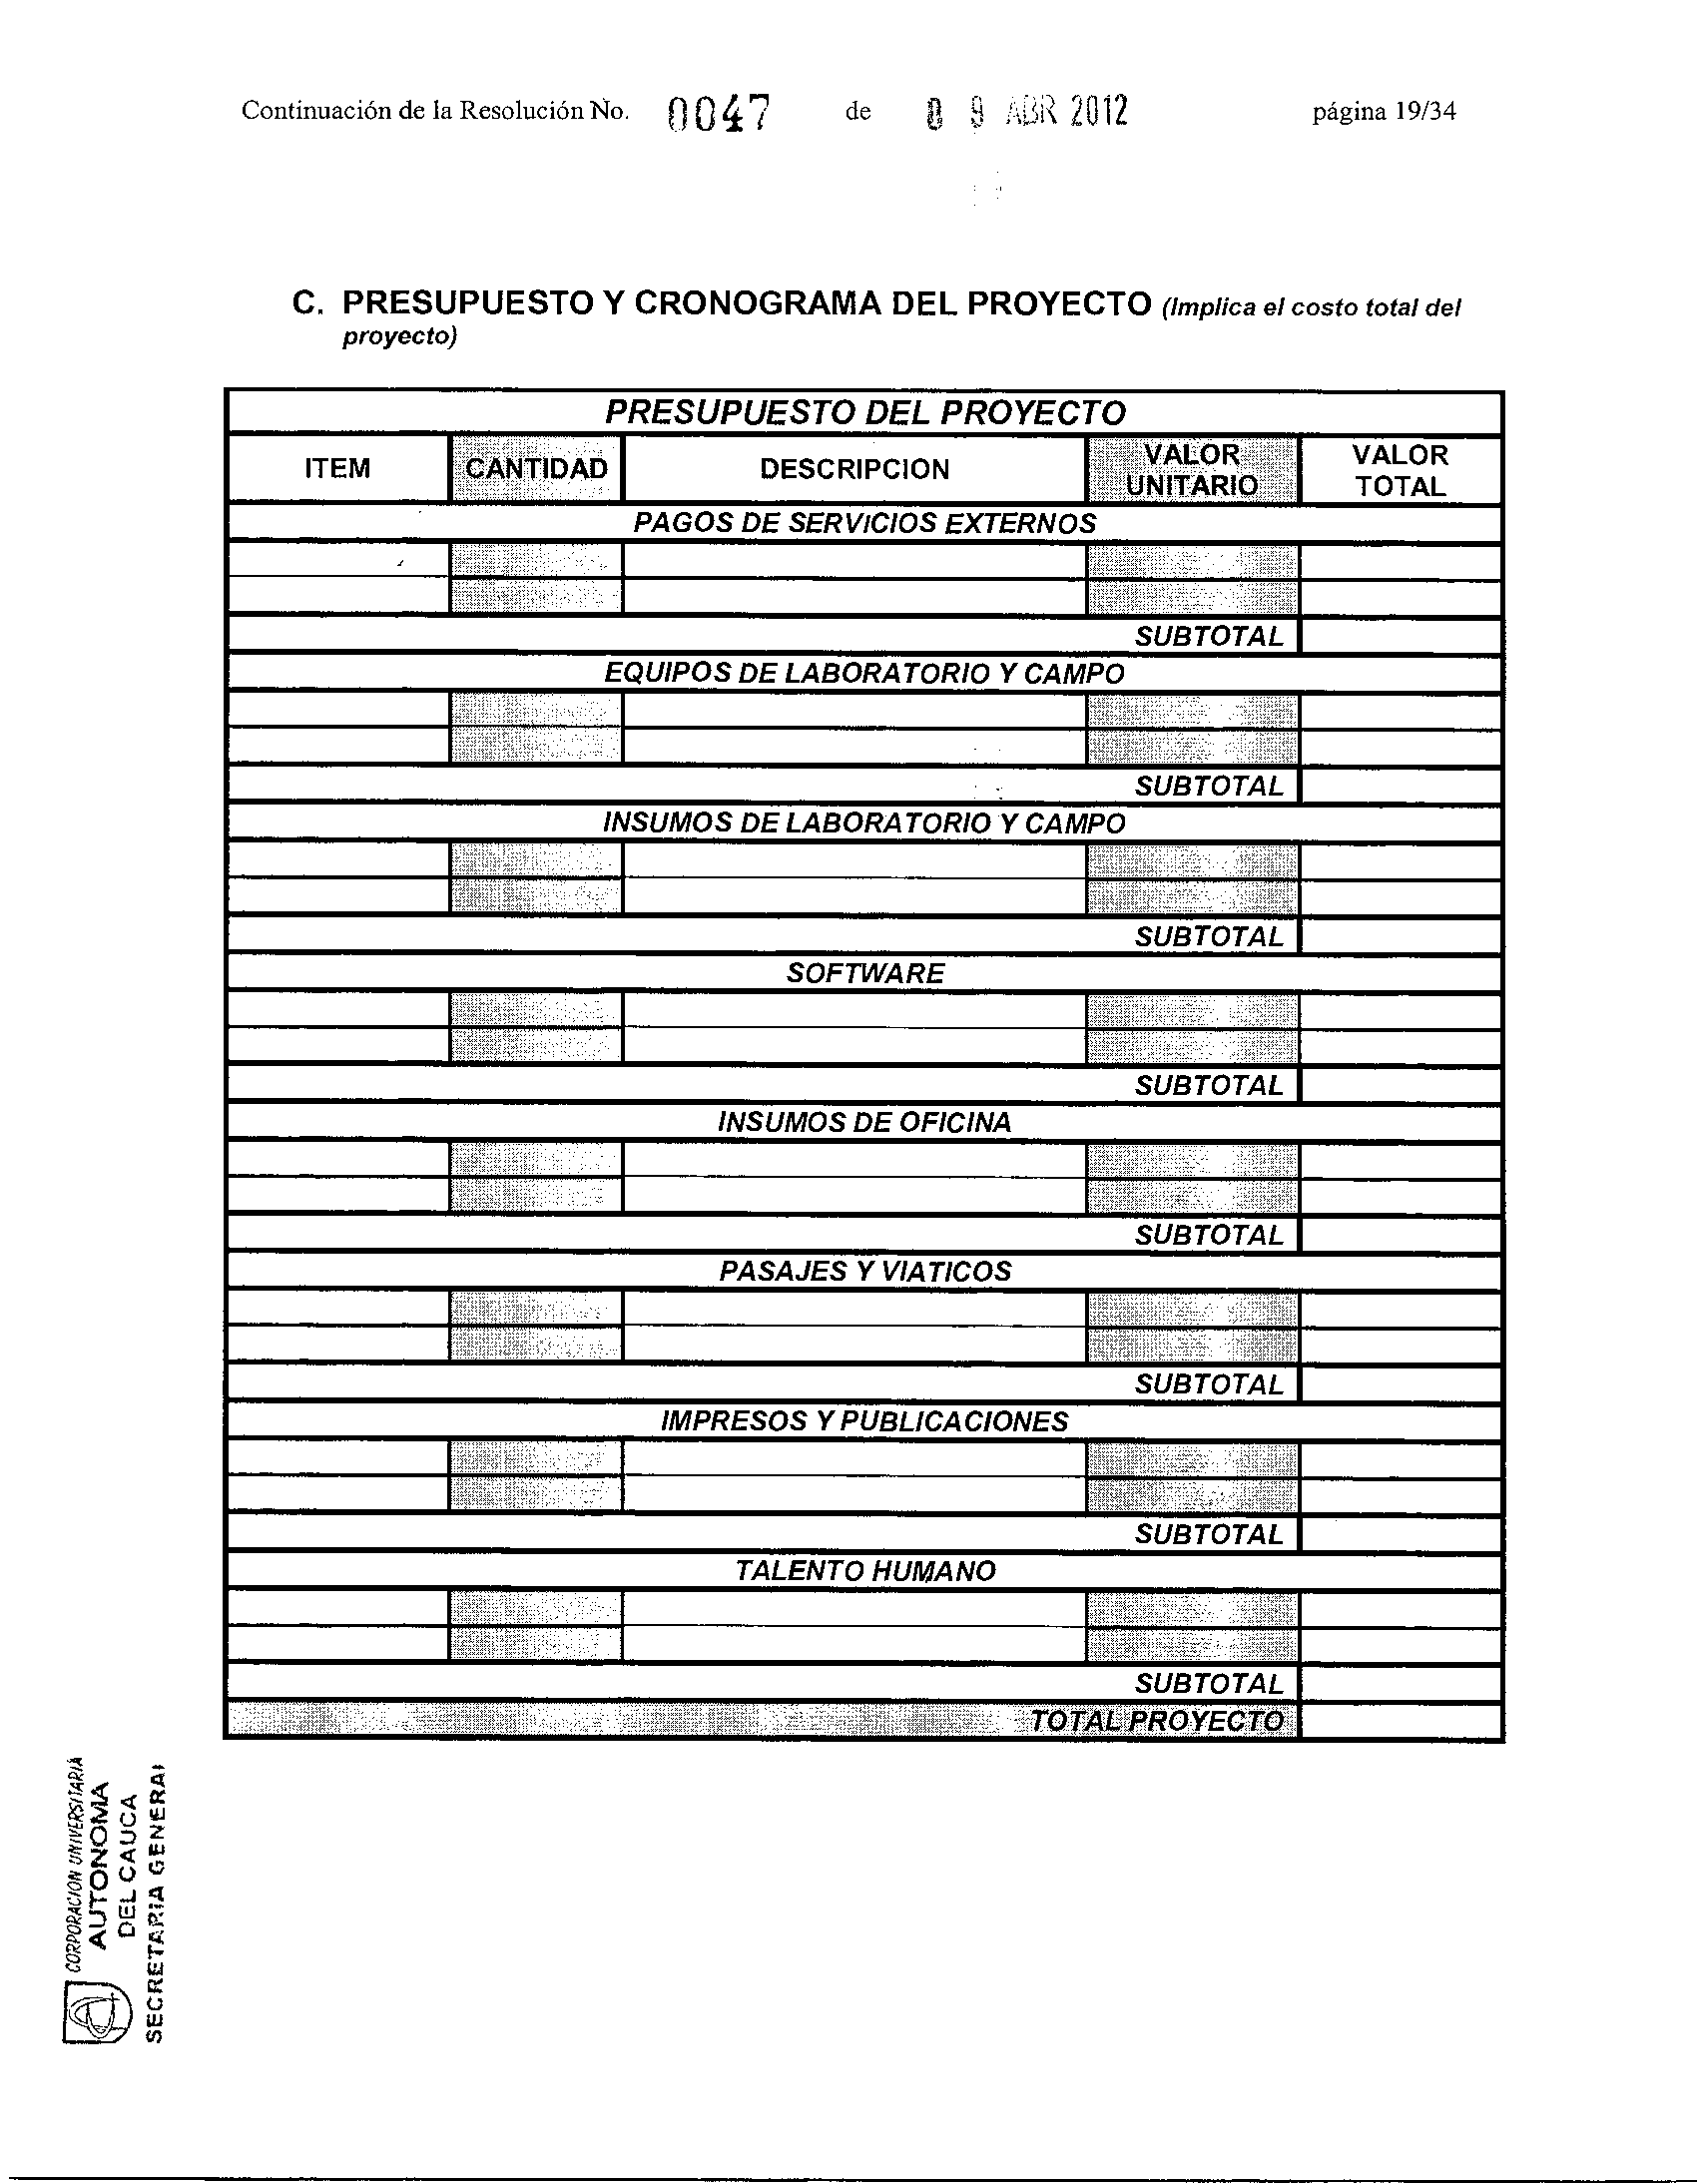 Continuación de la Resolución No. 0047 de 09 ABR 2012 página 19/34
C. PRESUPUESTO Y CRONOGRAMA DEL PROYECTO (Implica el costo total del
proyecto)
PRESUPUESTO DEL PROYECTO
ITEM CANTIDAD DESCRIPCION VALOR UNITARIO VALOR TOTAL
PAGOS DE SERVICIOS EXTERNOS
SUBTOTAL
EQUIPOS DE LABORATORIO Y CAMPO
SUBTOTAL
INSUMOS DE LABORATORIO Y CAMPO
SUBTOTAL
SOFTWARE
SUBTOTAL
INSUMOS DE OFICINA
SUBTOTAL
PASAJES Y VIATICOS
SUBTOTAL
IMPRESOS Y PUBLICACIONES
SUBTOTAL
TALENTO HUMANO
SUBTOTAL
TOTAL PROYECTO
CORPORACION UNIVERSITARIA
AUTONOMA
DEL CAUCA
SECRETARIA GENERAL